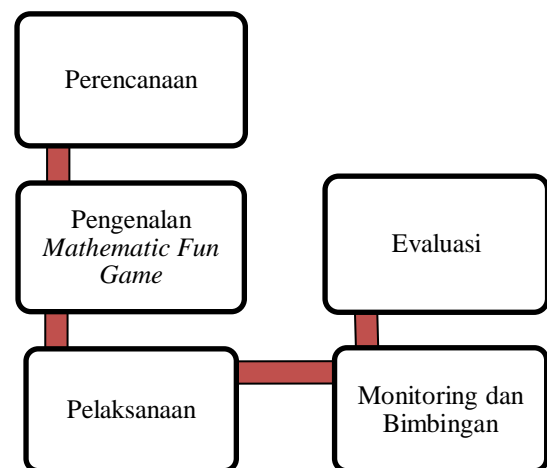 Perencanaan
Pengenalan
Mathematic Fun
Game
Pelaksanaan
Monitoring dan
Bimbingan
Evaluasi